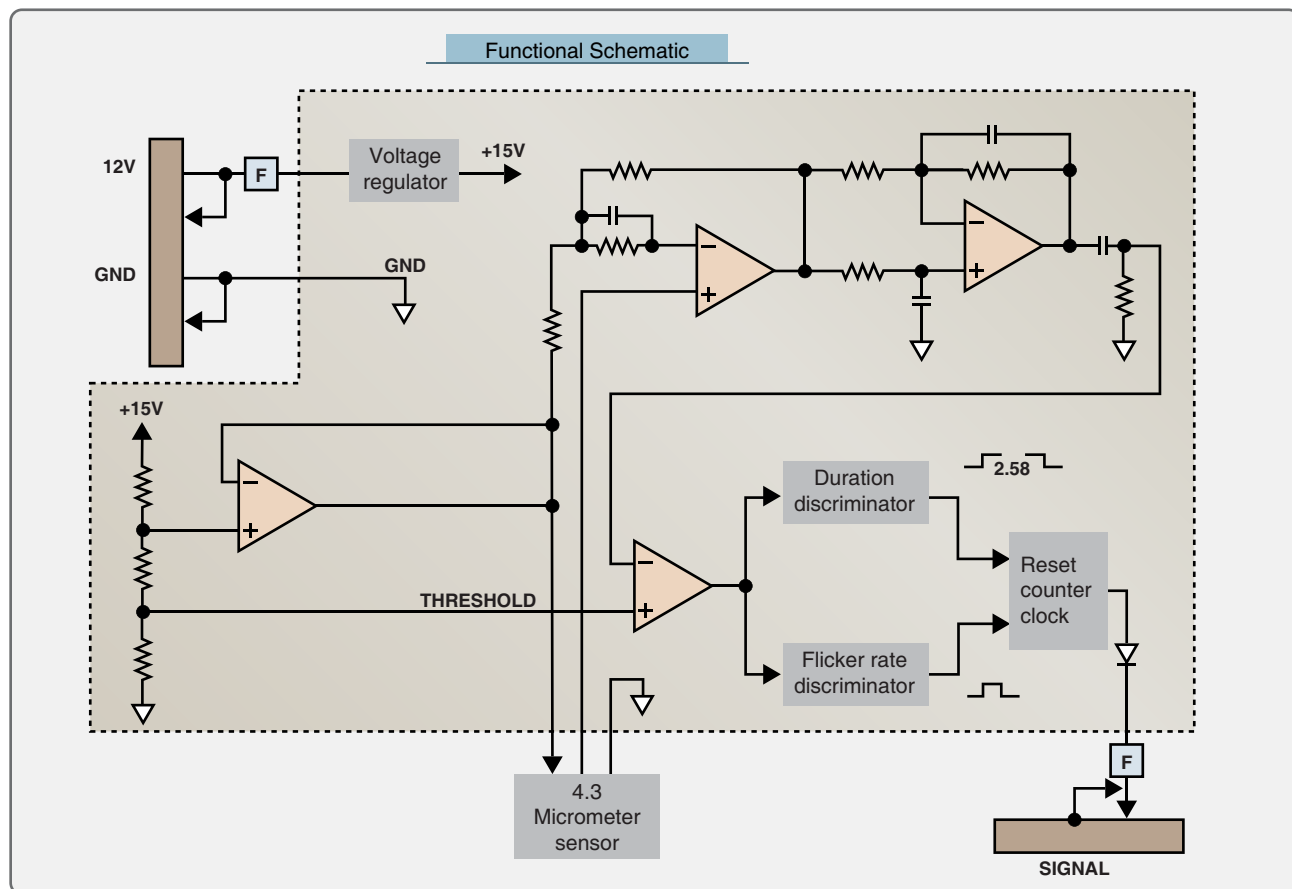 Functional Schematic
12V
F
Voltage
regulator
+15V
GND
GND
+15V
THRESHOLD
Duration
discriminator
2.58
Reset
counter
clock
Flicker rate
discriminator
4.3
Micrometer
sensor
F
SIGNAL
−
+
−
+
−
+
−
+